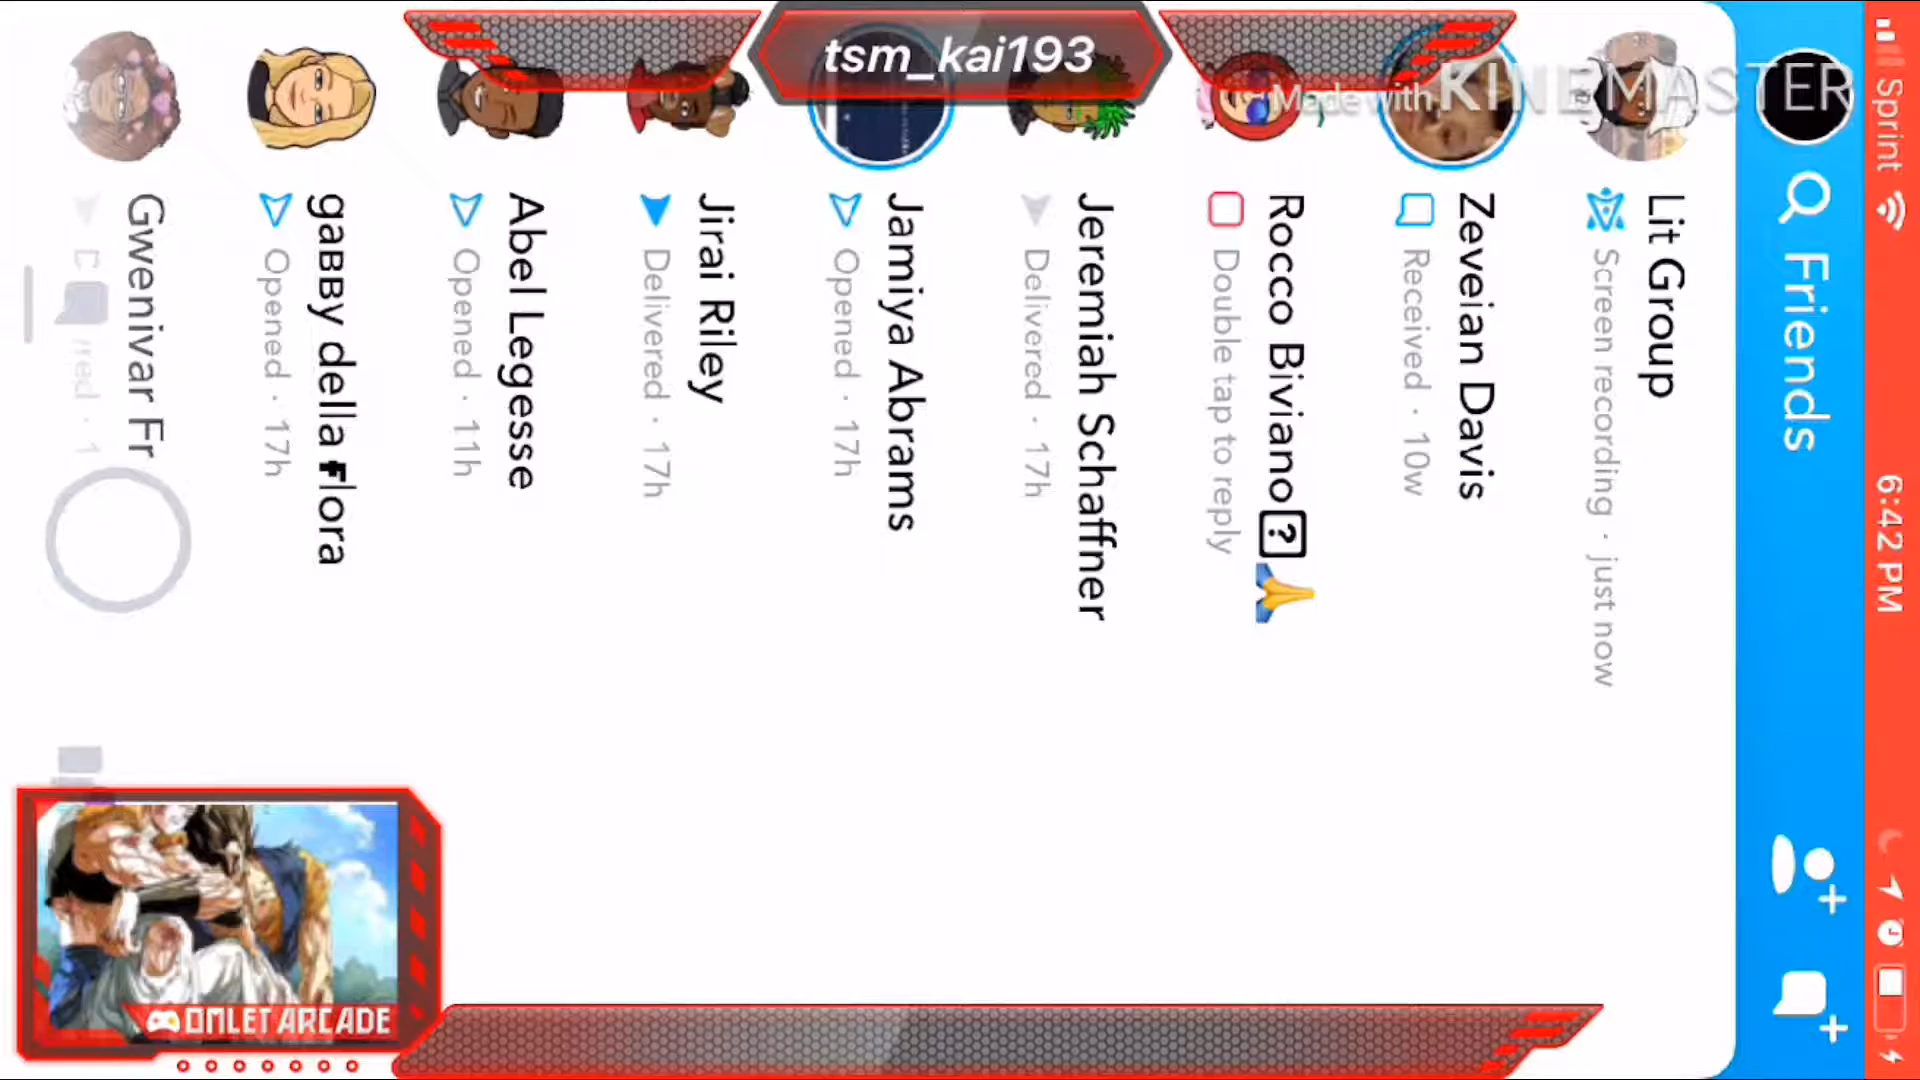 tsm_kai193
Made with KINEMASTER
Sprint
6:42 PM
Friends
Lit Group
Screen recording · just now
Zeveian Davis
Received · 10w
Rocco Biviano?🙏
Double tap to reply
Jeremiah Schaffner
Delivered · 17h
Jamiya Abrams
Opened · 17h
Jirai Riley
Delivered · 17h
Abel Legesse
Opened · 11h
gaBBy della Flora
Opened · 17h
Gwenivar Fr
OMLET ARCADE